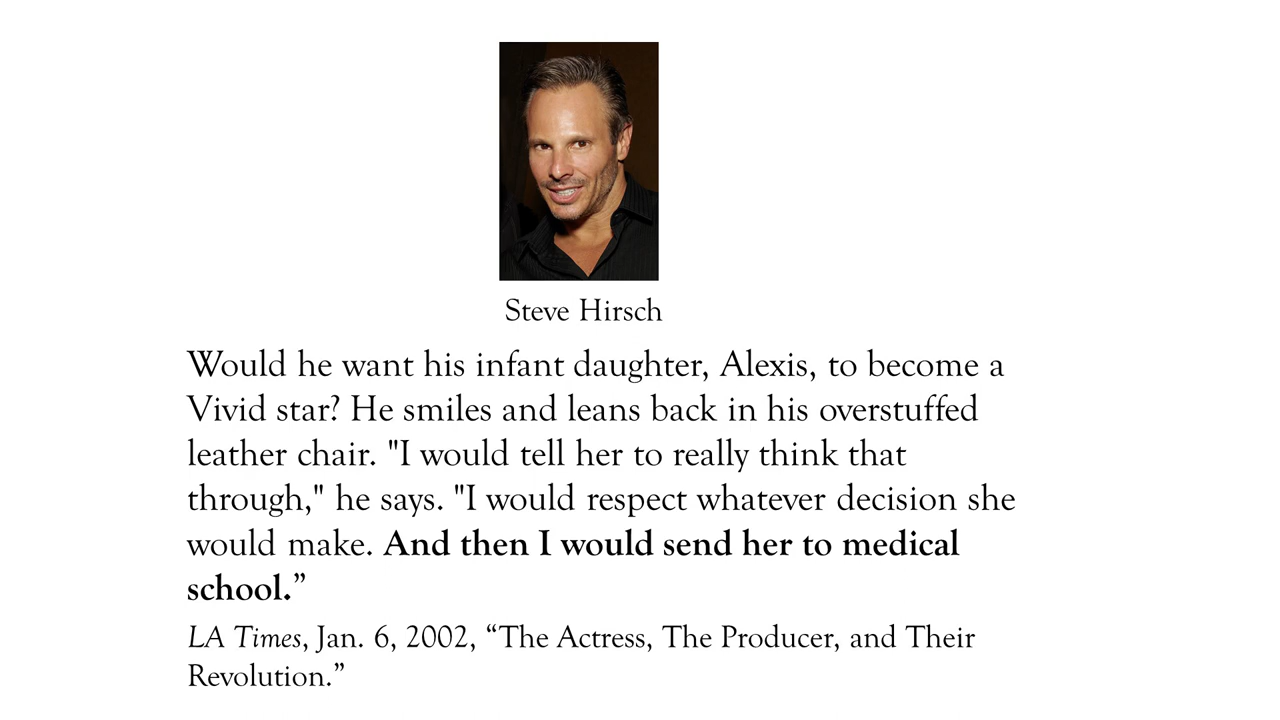 Steve Hirsch
Would he want his infant daughter, Alexis, to become a
Vivid star? He smiles and leans back in his overstuffed
leather chair. "I would tell her to really think that
through," he says. "I would respect whatever decision she
would make. And then I would send her to medical
school.”
LA Times, Jan. 6, 2002, “The Actress, The Producer, and Their
Revolution.”